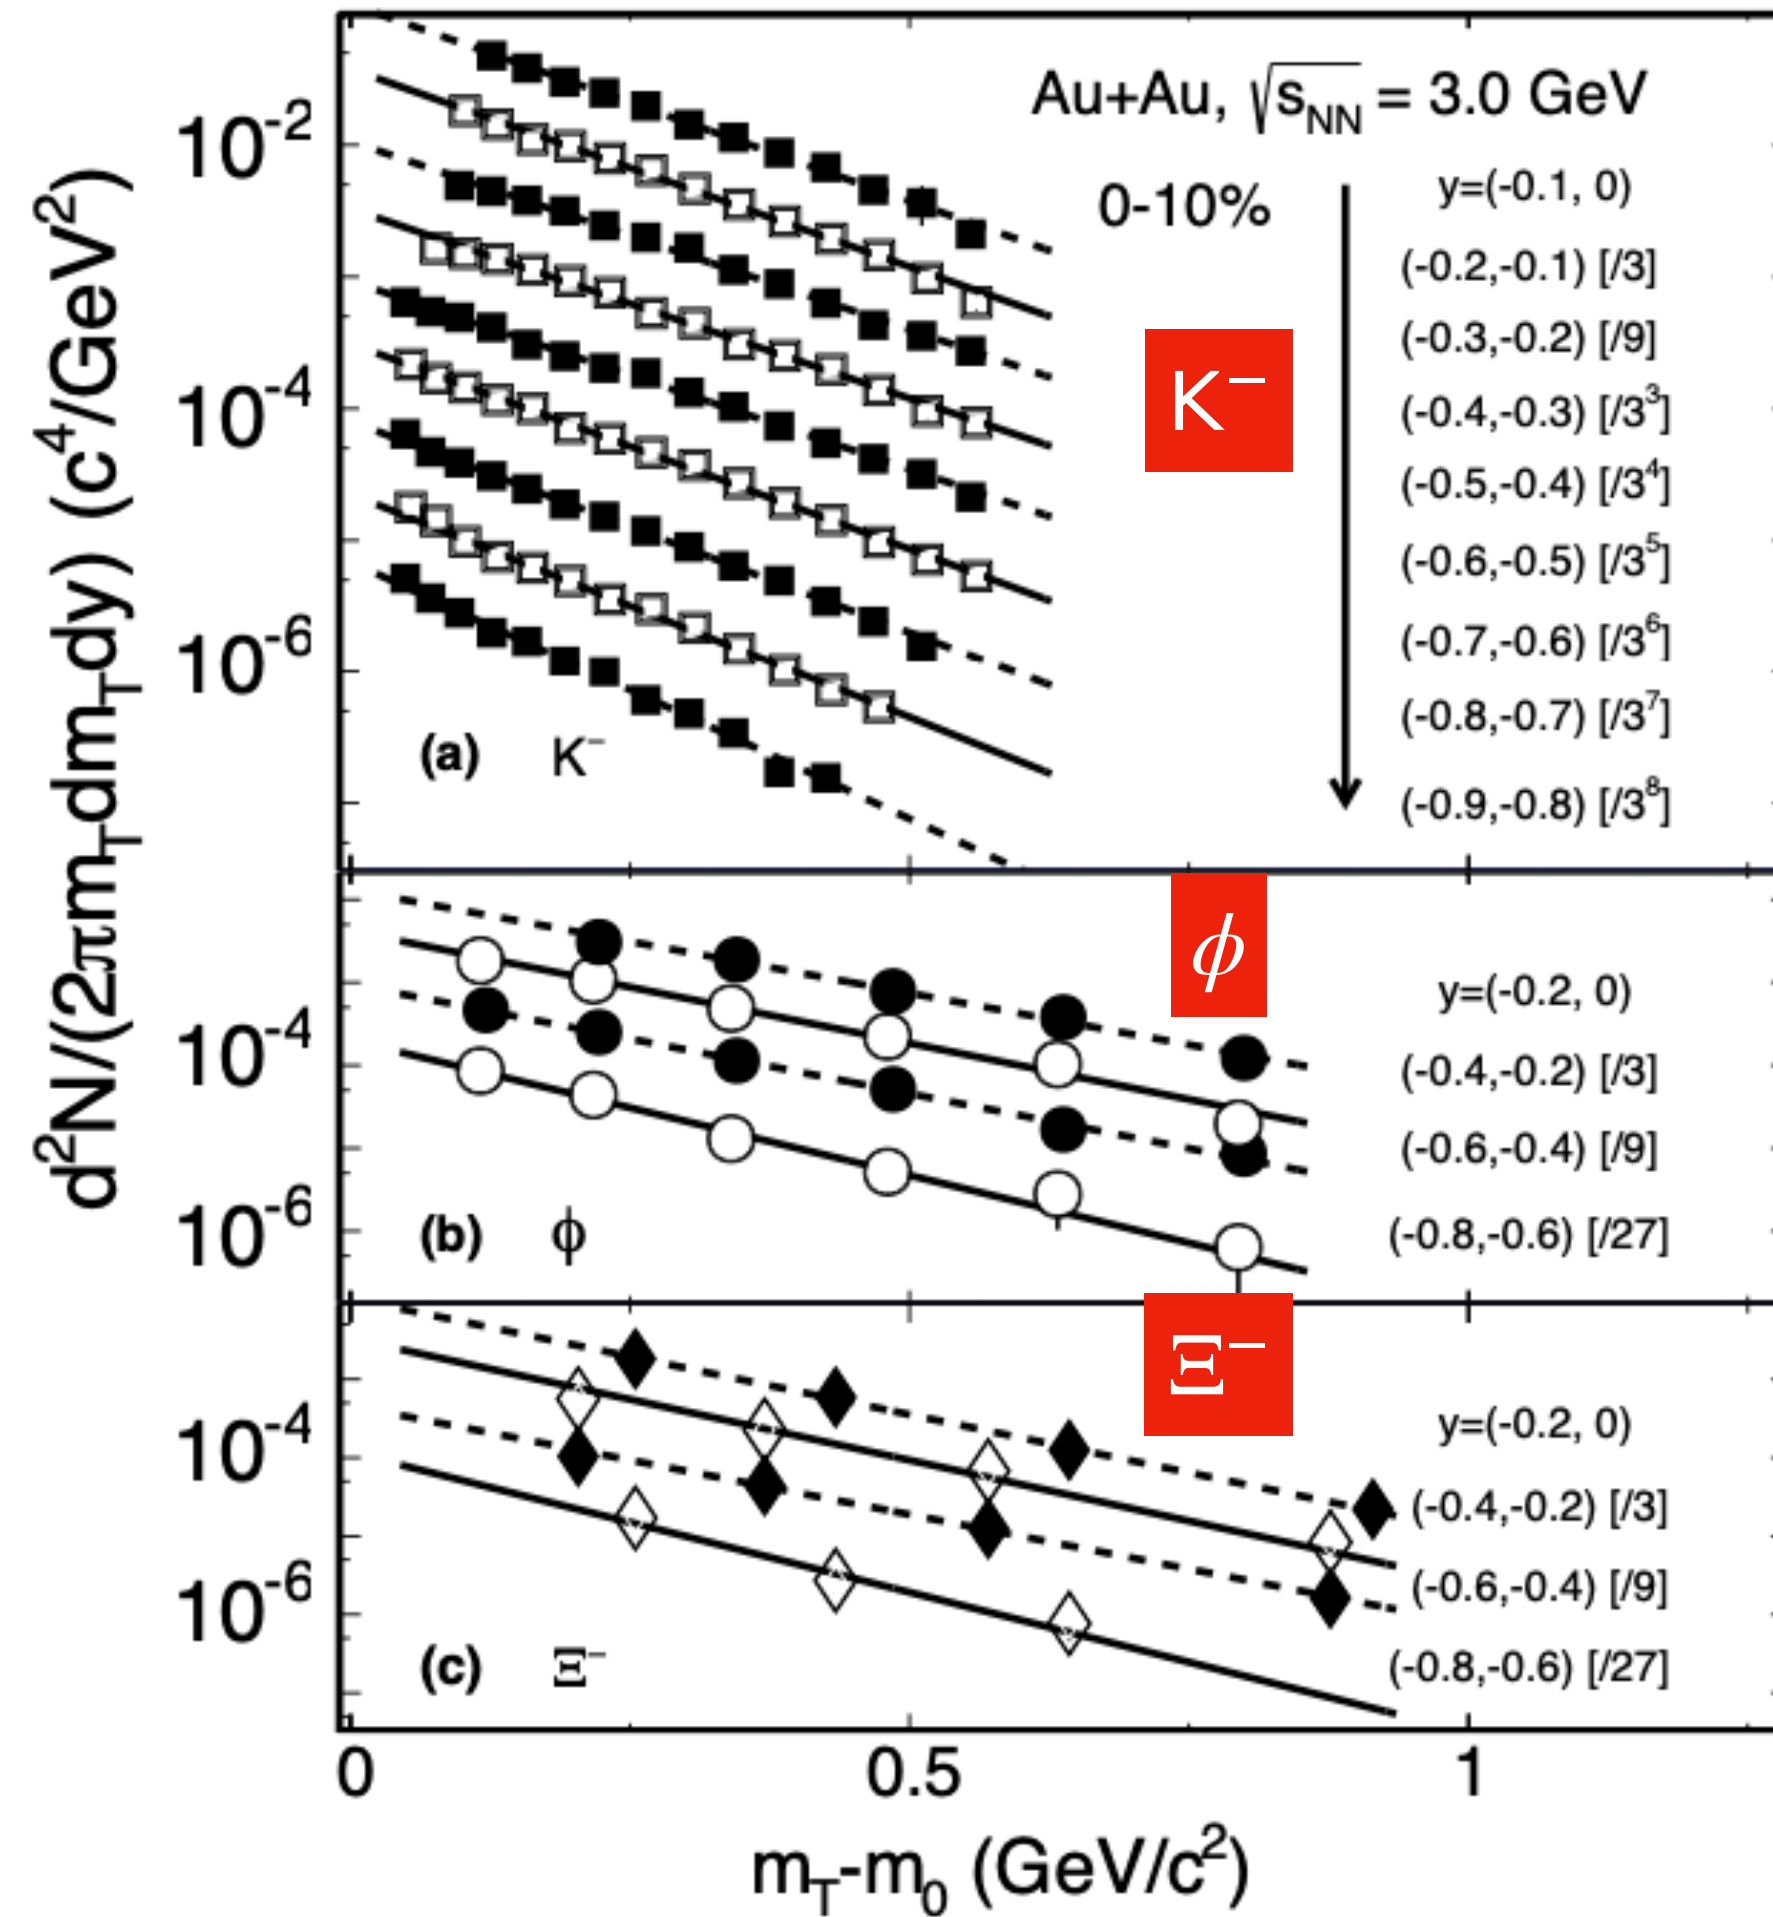 d²N/(2πm_T dm_T dy) (c⁴/GeV²)
Au+Au, √s_NN = 3.0 GeV
0-10%
10⁻²
10⁻⁴
10⁻⁶
K⁻
y=(-0.1, 0)
(-0.2,-0.1) [/3]
(-0.3,-0.2) [/9]
(-0.4,-0.3) [/3³]
(-0.5,-0.4) [/3⁴]
(-0.6,-0.5) [/3⁵]
(-0.7,-0.6) [/3⁶]
(-0.8,-0.7) [/3⁷]
(-0.9,-0.8) [/3⁸]
(a) K⁻
ϕ
10⁻⁴
10⁻⁶
y=(-0.2, 0)
(-0.4,-0.2) [/3]
(-0.6,-0.4) [/9]
(-0.8,-0.6) [/27]
(b) ϕ
Ξ⁻
10⁻⁴
10⁻⁶
y=(-0.2, 0)
(-0.4,-0.2) [/3]
(-0.6,-0.4) [/9]
(-0.8,-0.6) [/27]
(c) Ξ⁻
0 0.5 1
m_T-m₀ (GeV/c²)